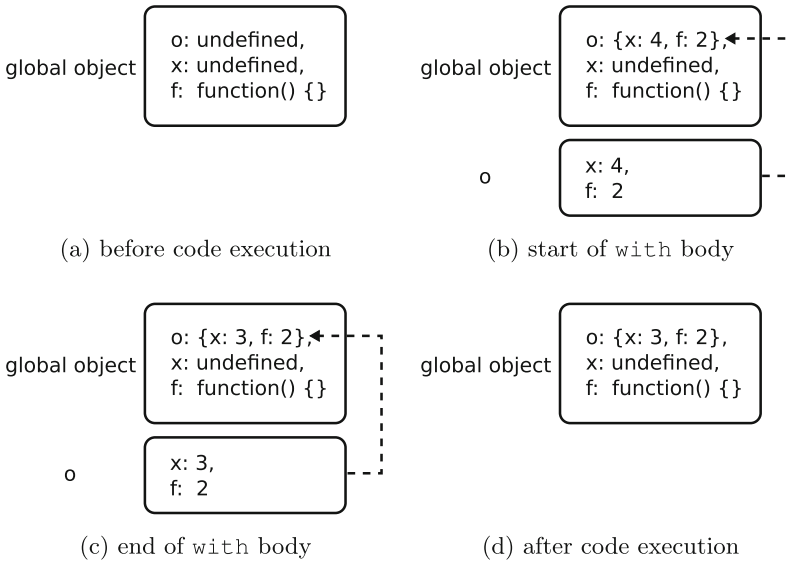 o: undefined,
global object
x: undefined,
f: function() {}
(a) before code execution
o: {x: 4, f: 2},
global object
x: undefined,
f: function() {}
o
x: 4,
f: 2
(b) start of with body
o: {x: 3, f: 2},
global object
x: undefined,
f: function() {}
o
x: 3,
f: 2
(c) end of with body
o: {x: 3, f: 2},
global object
x: undefined,
f: function() {}
(d) after code execution